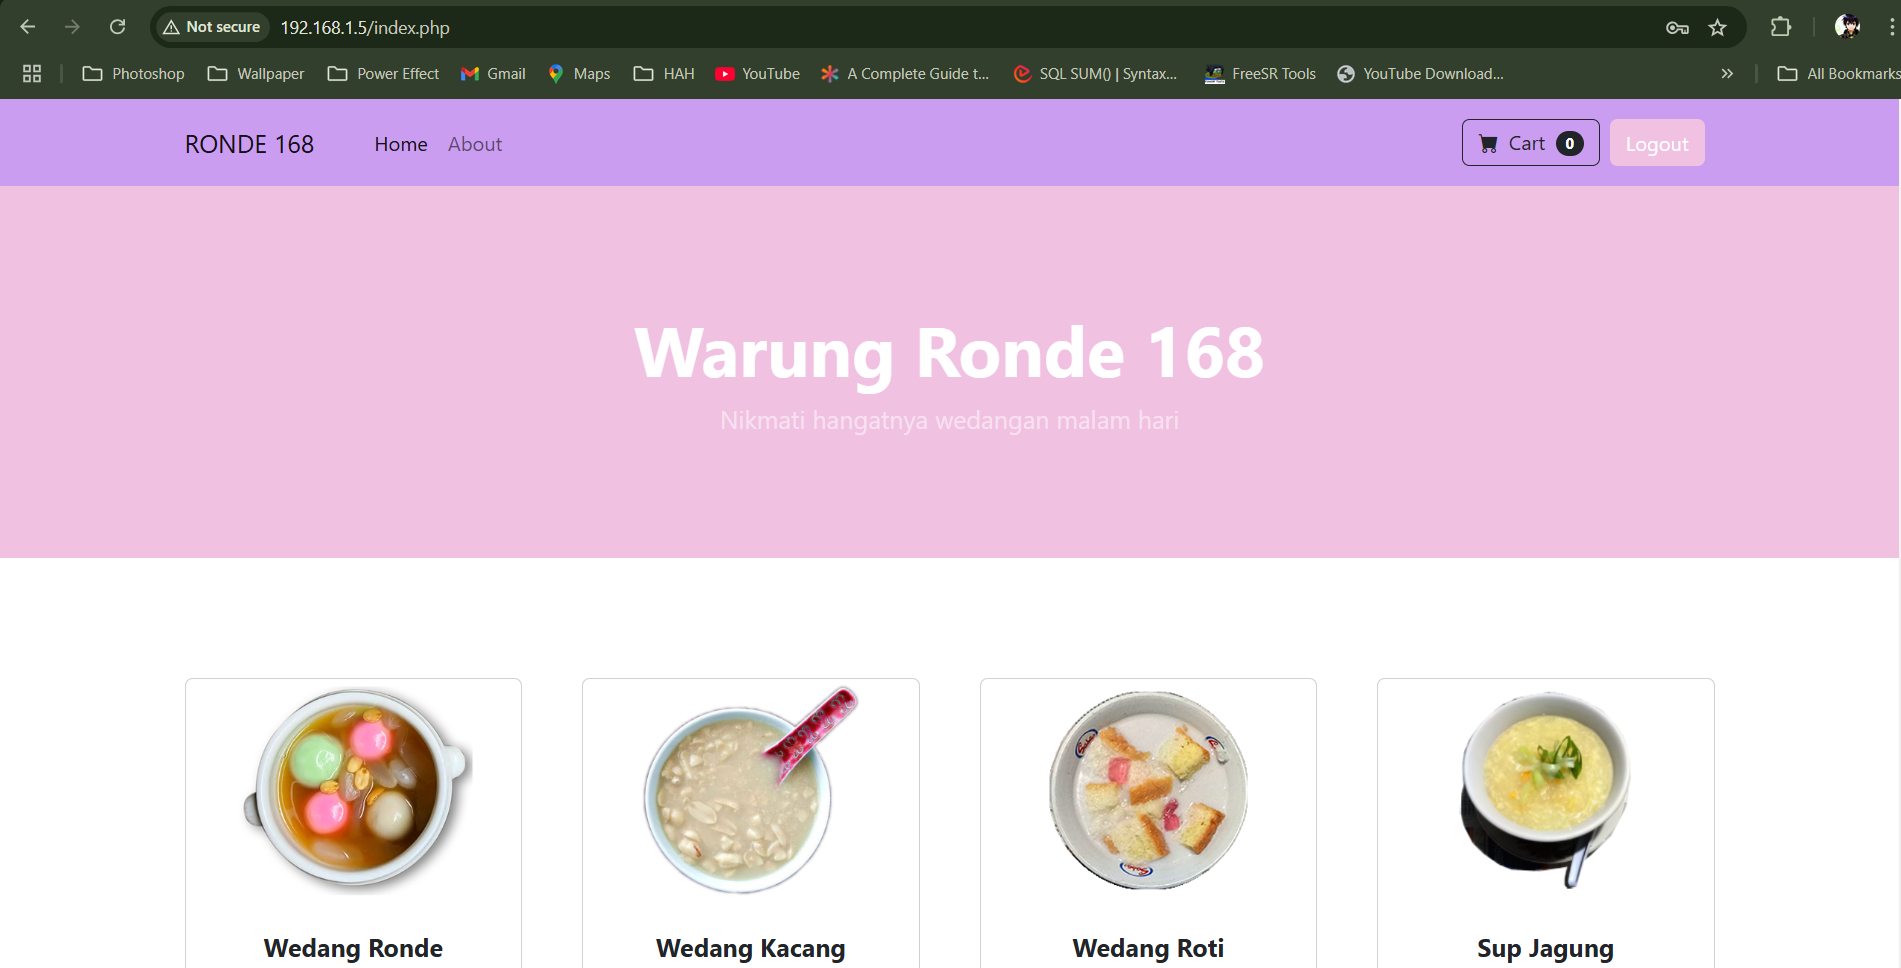 Not secure 192.168.1.5/index.php
Photoshop Wallpaper Power Effect Gmail Maps HAH YouTube A Complete Guide t... SQL SUM() | Syntax... FreeSR Tools YouTube Download... » All Bookmarks
RONDE 168 Home About Cart 0 Logout
Warung Ronde 168
Nikmati hangatnya wedangan malam hari
Wedang Ronde Wedang Kacang Wedang Roti Sup Jagung